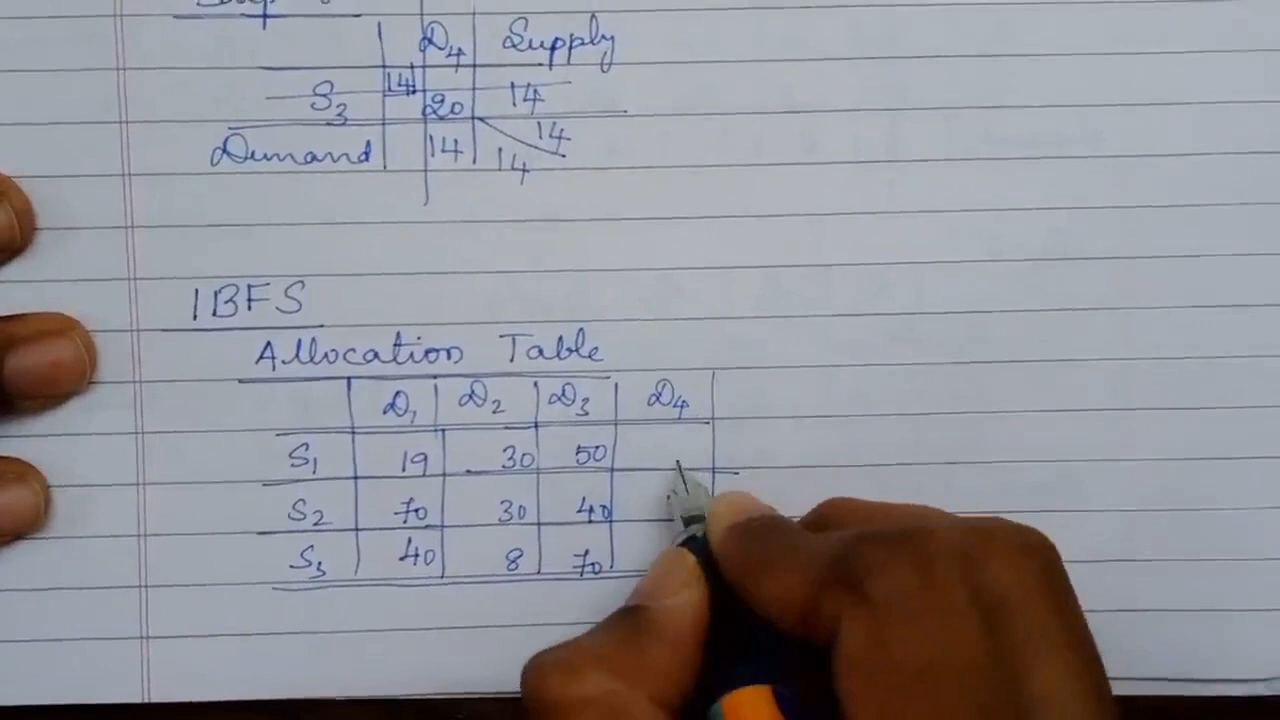 D4 Supply
14
S3 20 14
14
Demand 14 14
IBFS
Allocation Table
D1 D2 D3 D4
S1 19 30 50
S2 70 30 40
S3 40 8 70